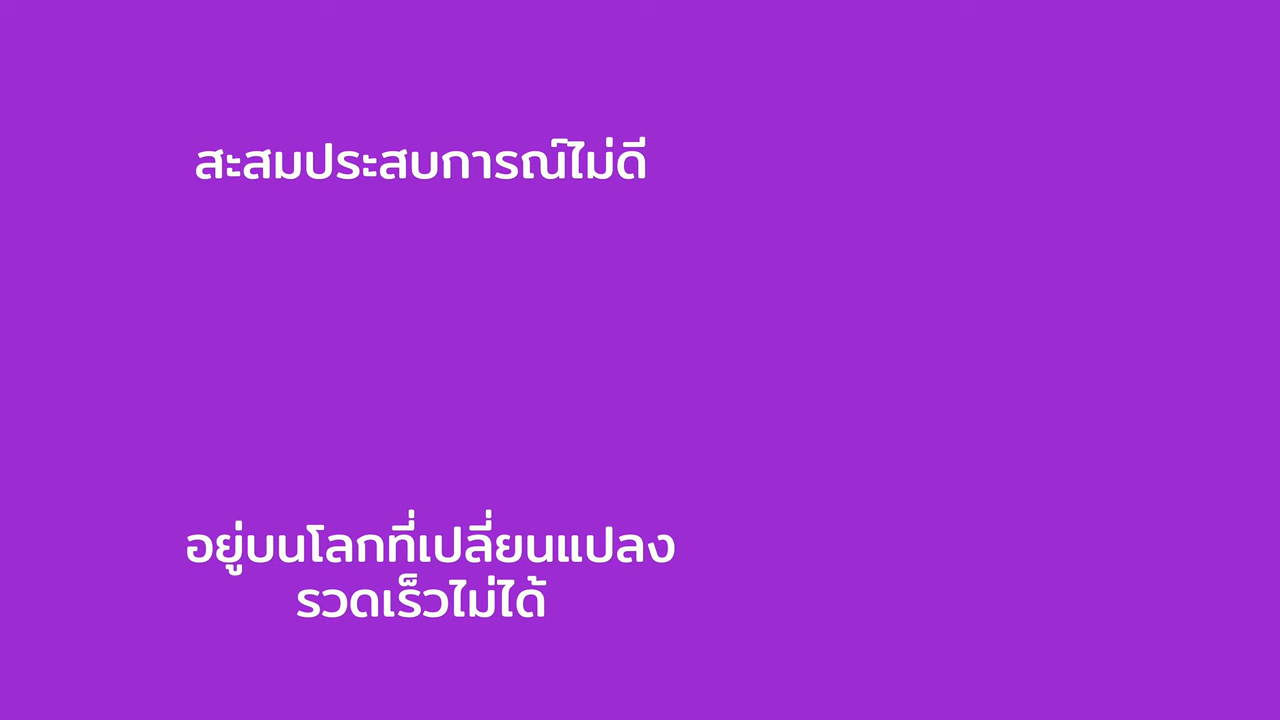 สะสมประสบการณ์ไม่ดี
อยู่บนโลกที่เปลี่ยนแปลง
รวดเร็วไม่ได้